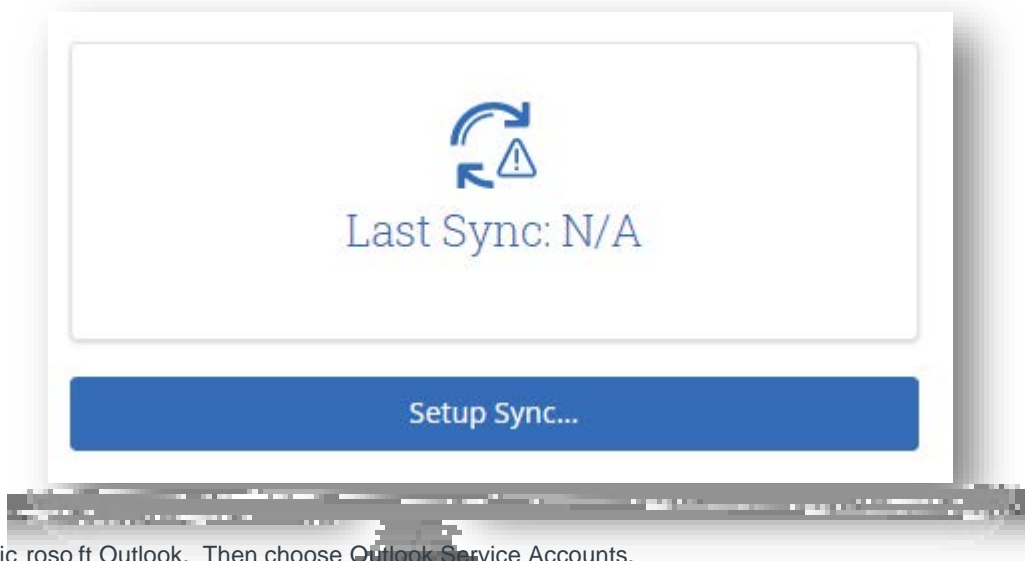 Last Sync: N/A
Setup Sync...
ic roso ft Outlook. Then choose Outlook Service Accounts.